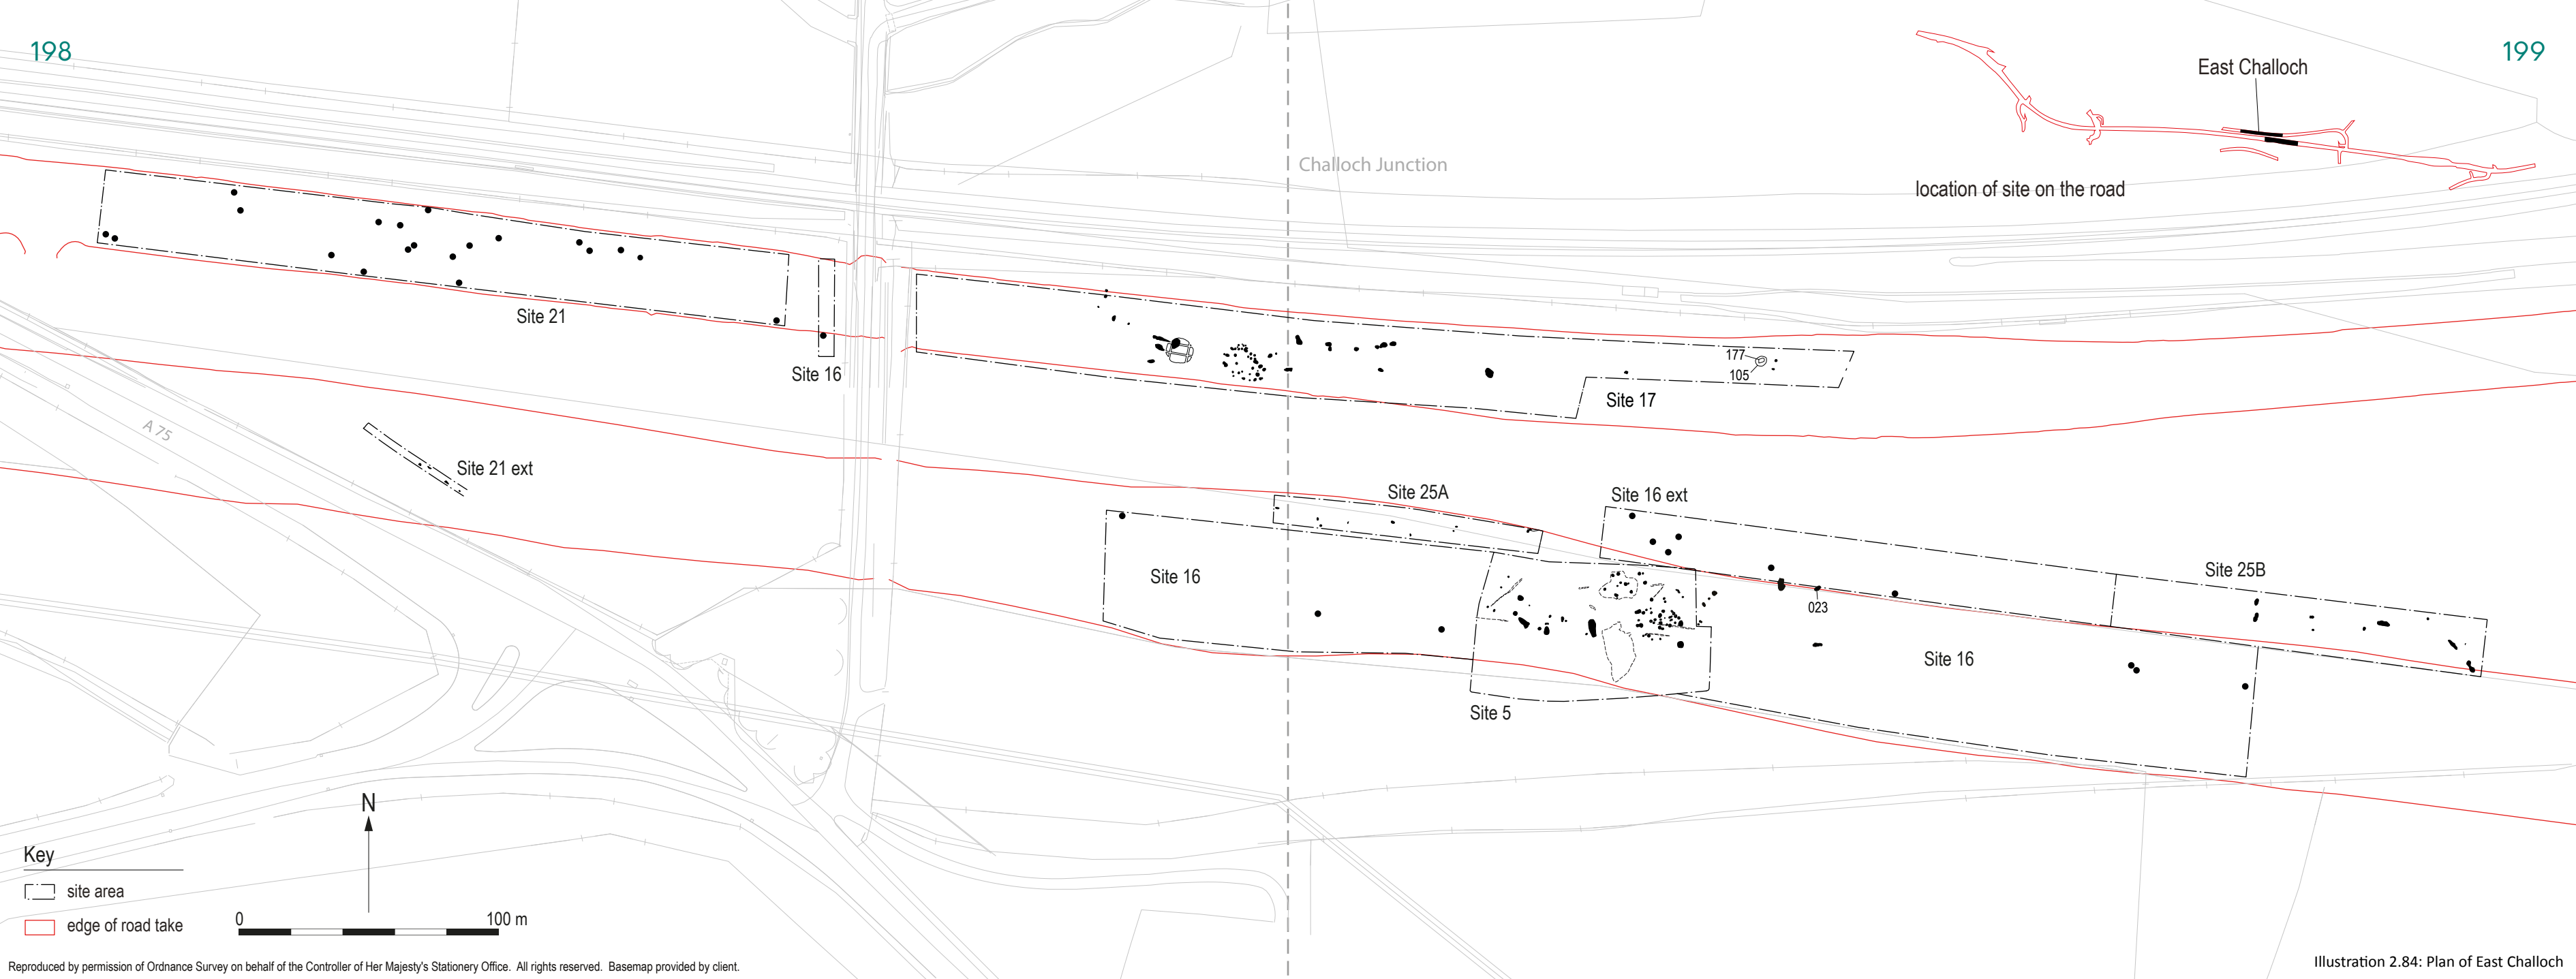 198
199
East Challoch
Challoch Junction
location of site on the road
Site 21
Site 16
177
105
Site 17
A 75
Site 21 ext
Site 25A
Site 16 ext
Site 16
Site 25B
023
Site 16
Site 5
N
Key
site area
edge of road take
0
100 m
Reproduced by permission of Ordnance Survey on behalf of the Controller of Her Majesty's Stationery Office. All rights reserved. Basemap provided by client.
Illustration 2.84: Plan of East Challoch